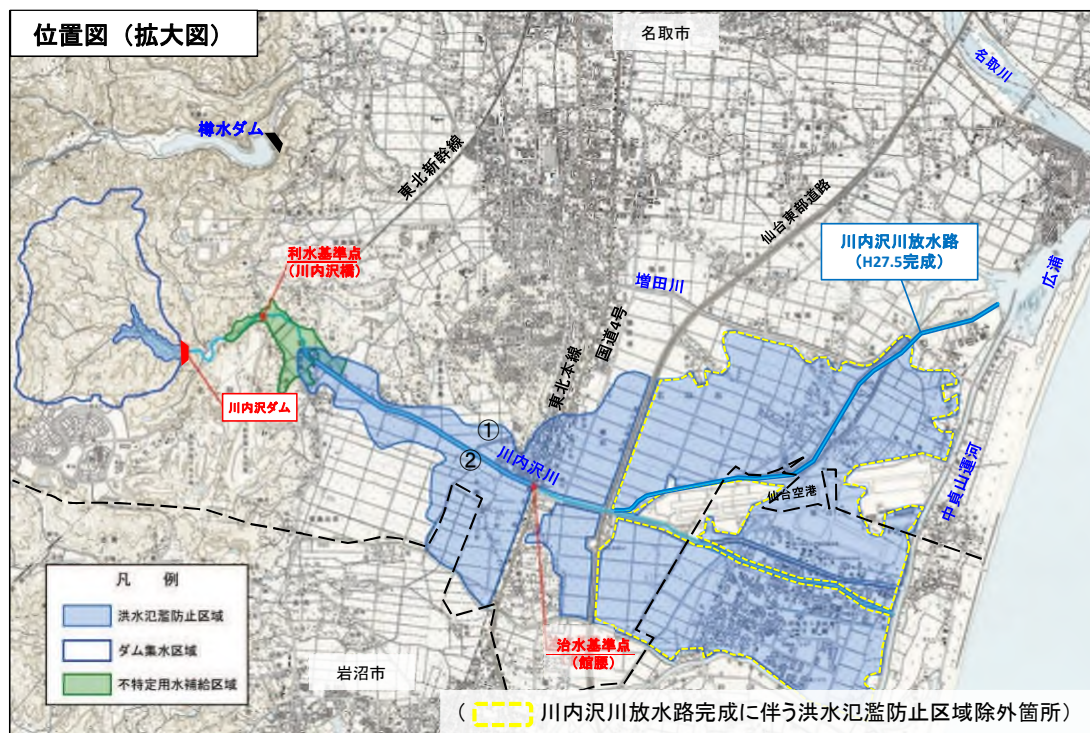 位置図（拡大図）
名取市
名取川
樽水ダム
東北新幹線
仙台東部道路
利水基準点
（川内沢橋）
川内沢川放水路
（H27.5完成）
広浦
増田川
国道4号
東北本線
川内沢ダム
①
②
川内沢川
仙台空港
中貞山運河
凡 例
洪水氾濫防止区域
ダム集水区域
不特定用水補給区域
治水基準点
（館腰）
岩沼市
（ 川内沢川放水路完成に伴う洪水氾濫防止区域除外箇所）